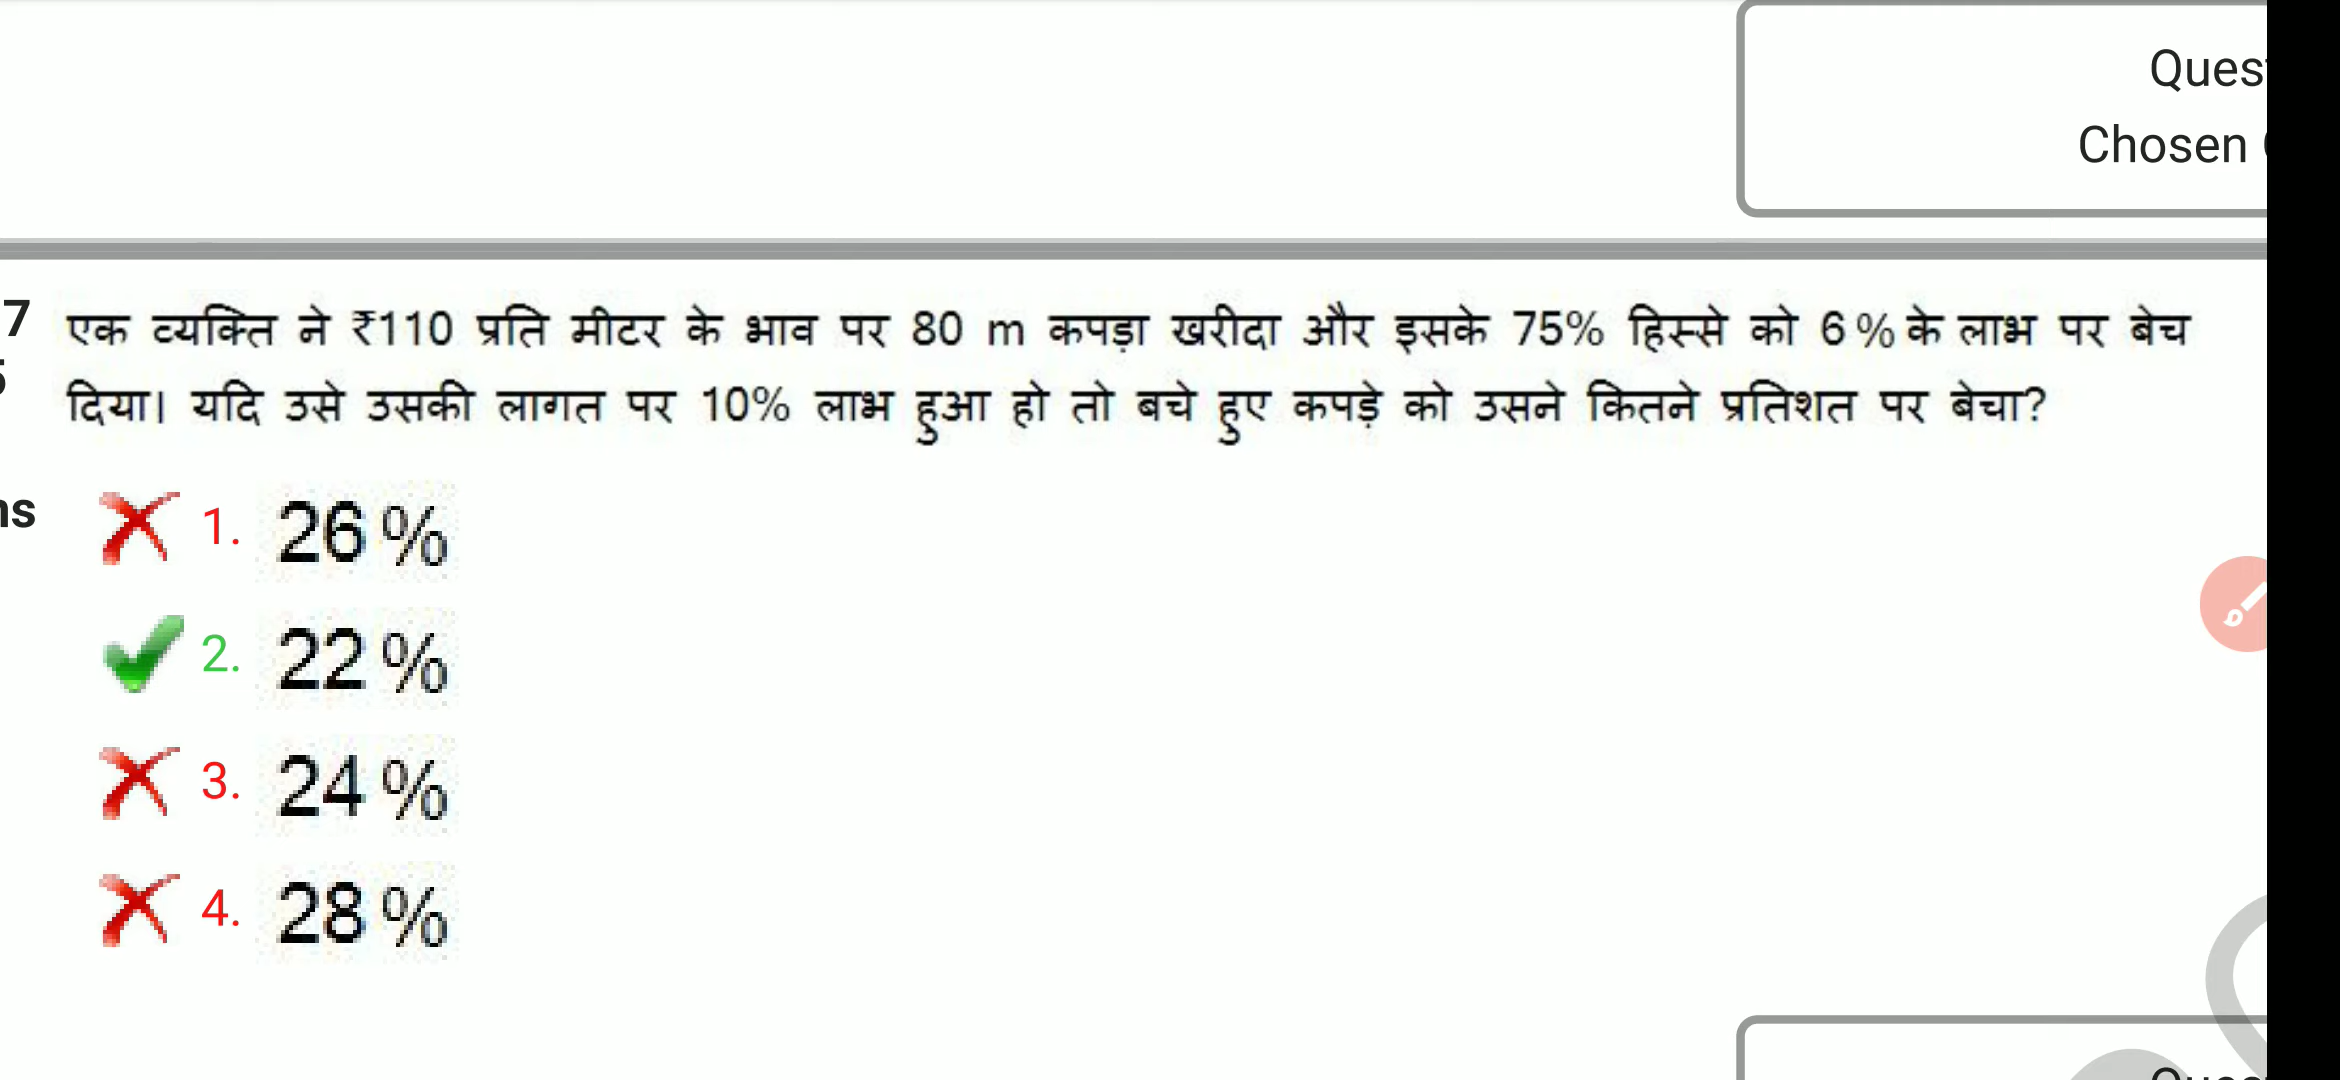 Ques
Chosen
7 एक व्यक्ति ने ₹110 प्रति मीटर के भाव पर 80 m कपड़ा खरीदा और इसके 75% हिस्से को 6% के लाभ पर बेच
दिया। यदि उसे उसकी लागत पर 10% लाभ हुआ हो तो बचे हुए कपड़े को उसने कितने प्रतिशत पर बेचा?
1. 26%
2. 22%
3. 24%
4. 28%